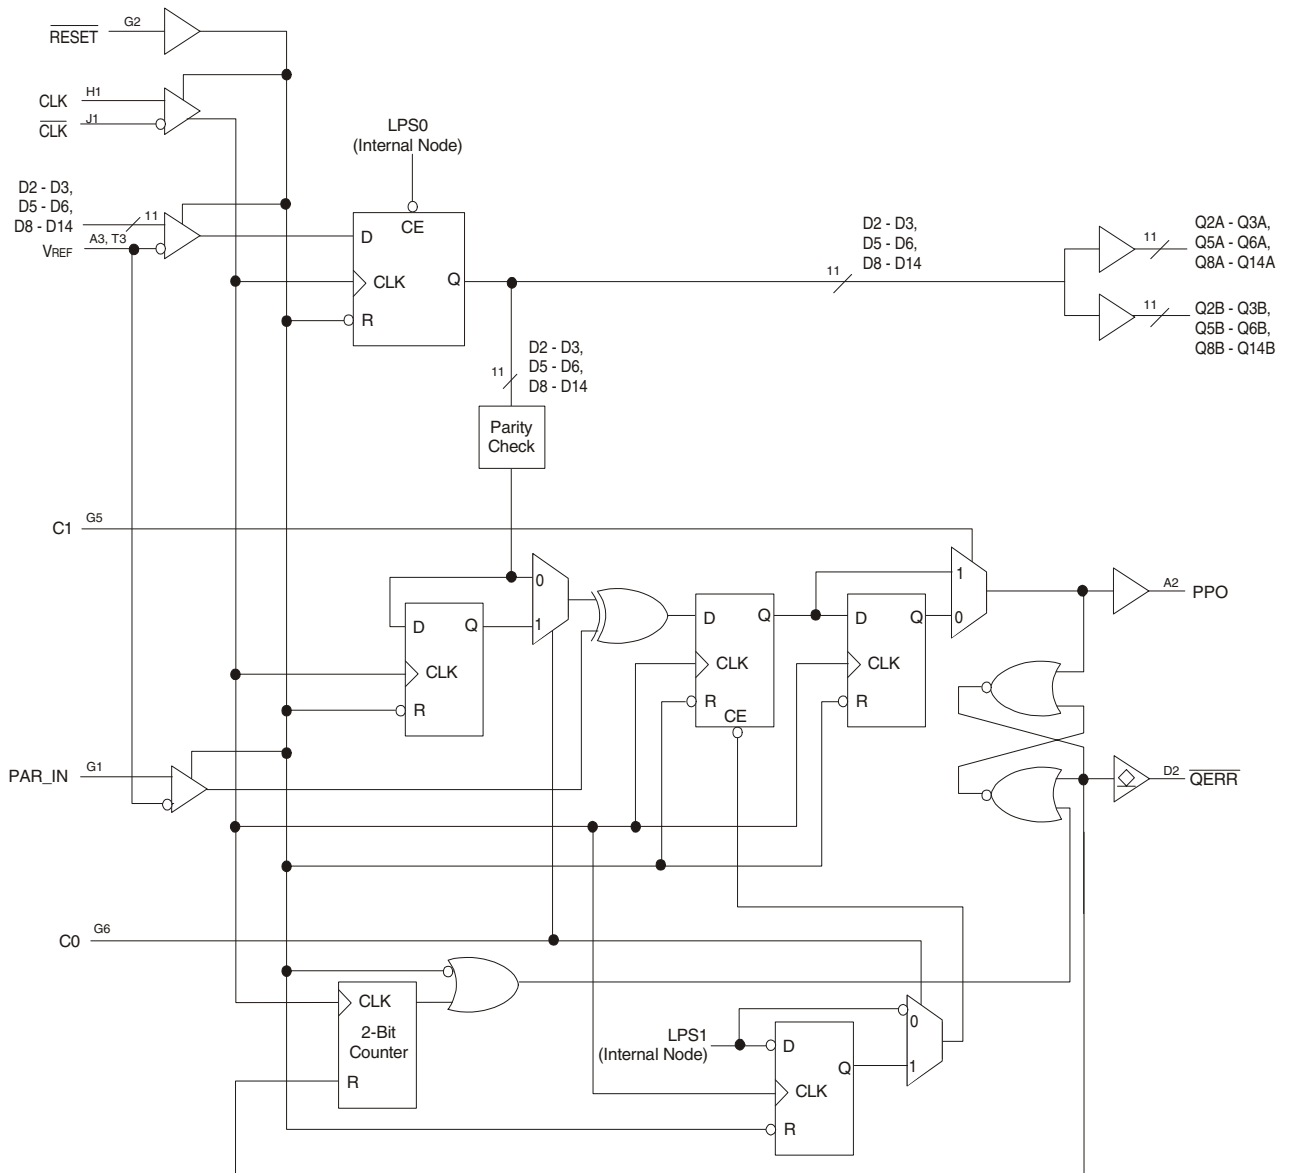 RESET
G2
CLK
H1
CLK
J1
LPS0
(Internal Node)
D2 - D3,
D5 - D6,
D8 - D14
11
VREF
A3, T3
D
CE
CLK
Q
R
D2 - D3,
D5 - D6,
D8 - D14
11
11
Q2A - Q3A,
Q5A - Q6A,
Q8A - Q14A
11
Q2B - Q3B,
Q5B - Q6B,
Q8B - Q14B
11
D2 - D3,
D5 - D6,
D8 - D14
Parity
Check
C1
G5
0
1
D
Q
CLK
R
D
Q
CLK
R
CE
D
Q
CLK
R
1
0
A2
PPO
PAR_IN
G1
D2
QERR
C0
G6
CLK
2-Bit
Counter
R
LPS1
(Internal Node)
D
Q
CLK
R
0
1